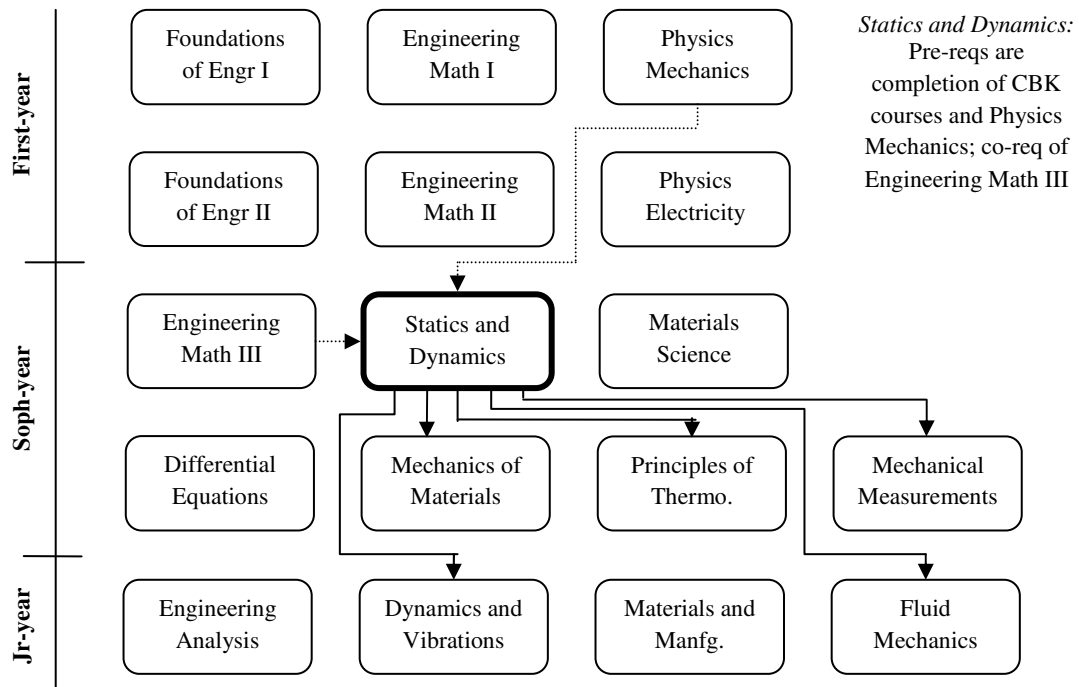 First-year
Foundations
of Engr I
Engineering
Math I
Physics
Mechanics
Statics and Dynamics:
Pre-reqs are
completion of CBK
courses and Physics
Mechanics; co-req of
Engineering Math III
Foundations
of Engr II
Engineering
Math II
Physics
Electricity
Soph-year
Engineering
Math III
Statics and
Dynamics
Materials
Science
Differential
Equations
Mechanics of
Materials
Principles of
Thermo.
Mechanical
Measurements
Jr-year
Engineering
Analysis
Dynamics and
Vibrations
Materials and
Manfg.
Fluid
Mechanics